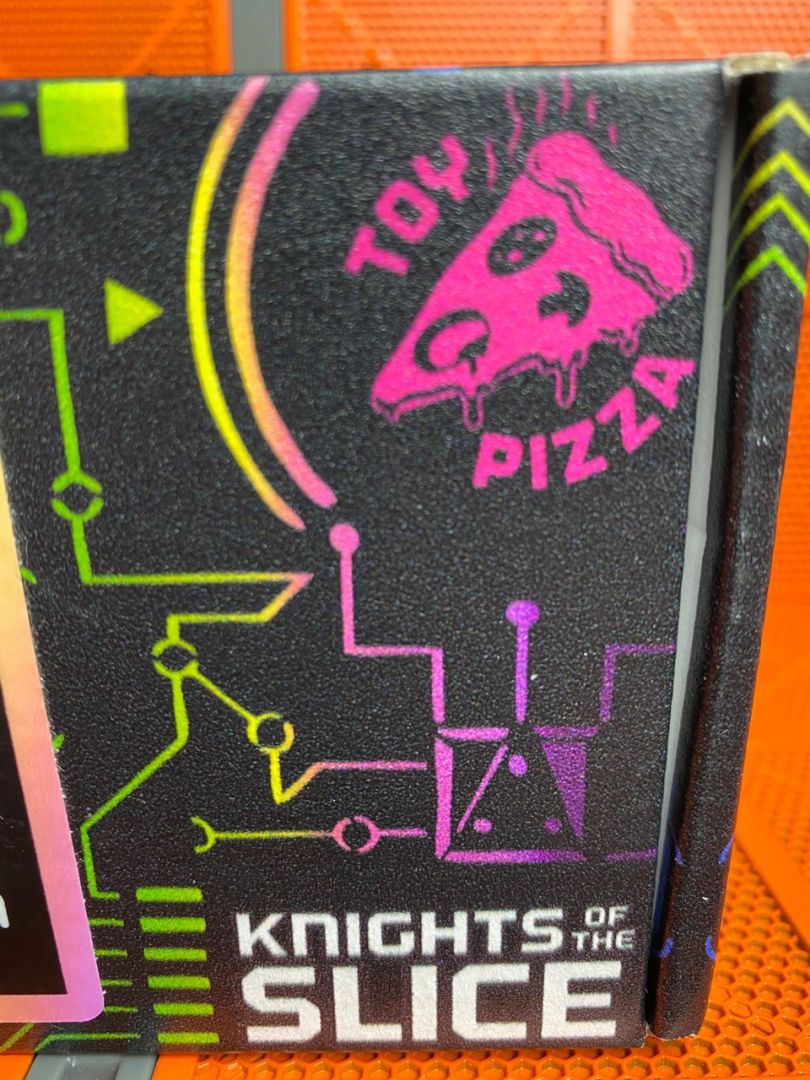 TOY
PIZZA
KNIGHTS OF THE
SLICE